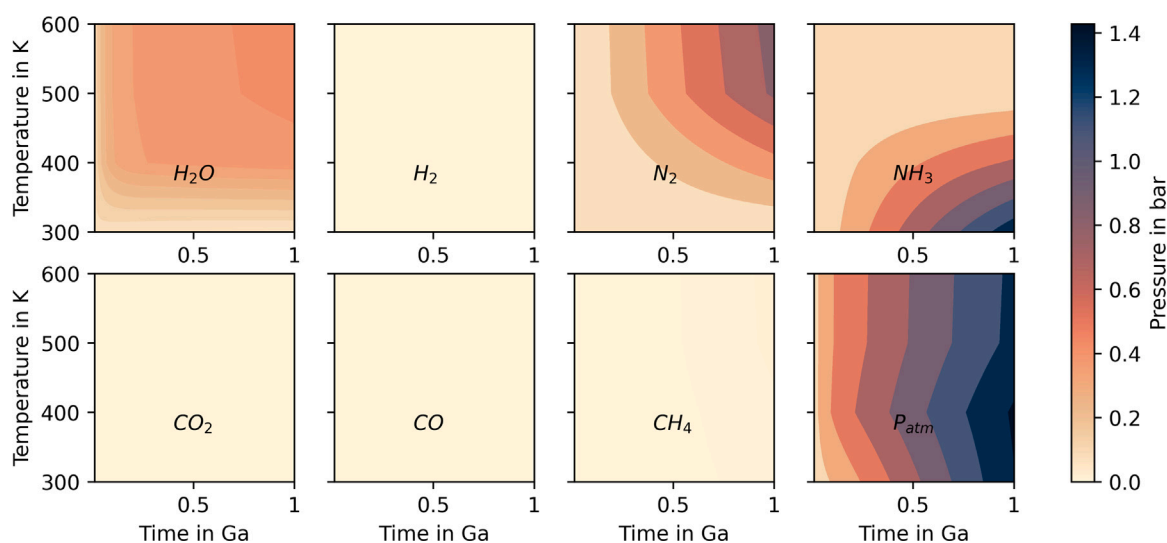 Temperature in K
600
500
400
300
H2O
0.5
1
H2
0.5
1
N2
0.5
1
NH3
0.5
1
Temperature in K
600
500
400
300
CO2
0.5
1
Time in Ga
CO
0.5
1
Time in Ga
CH4
0.5
1
Time in Ga
Patm
0.5
1
Time in Ga
1.4
1.2
1.0
0.8
0.6
0.4
0.2
0.0
Pressure in bar